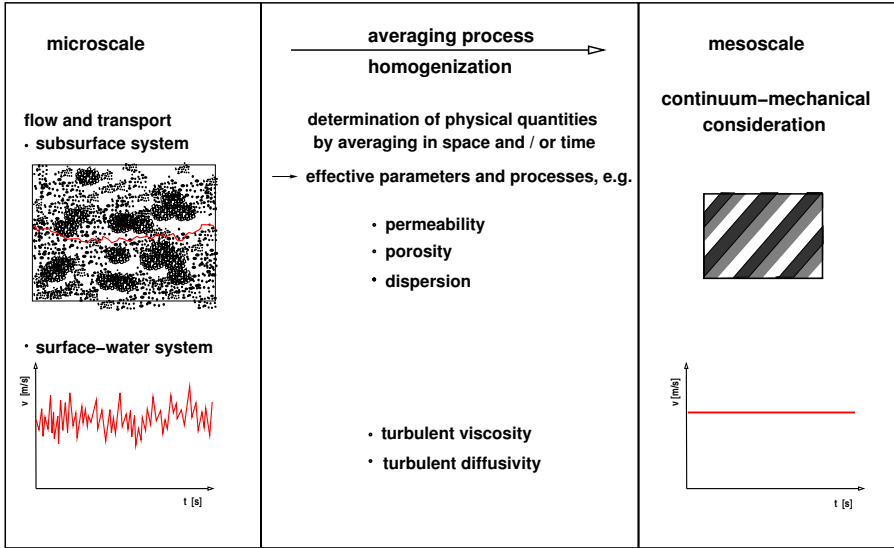 microscale
flow and transport
• subsurface system
• surface–water system
v [m/s]
t [s]
averaging process
homogenization
determination of physical quantities
by averaging in space and / or time
→ effective parameters and processes, e.g.
• permeability
• porosity
• dispersion
• turbulent viscosity
• turbulent diffusivity
mesoscale
continuum–mechanical
consideration
v [m/s]
t [s]